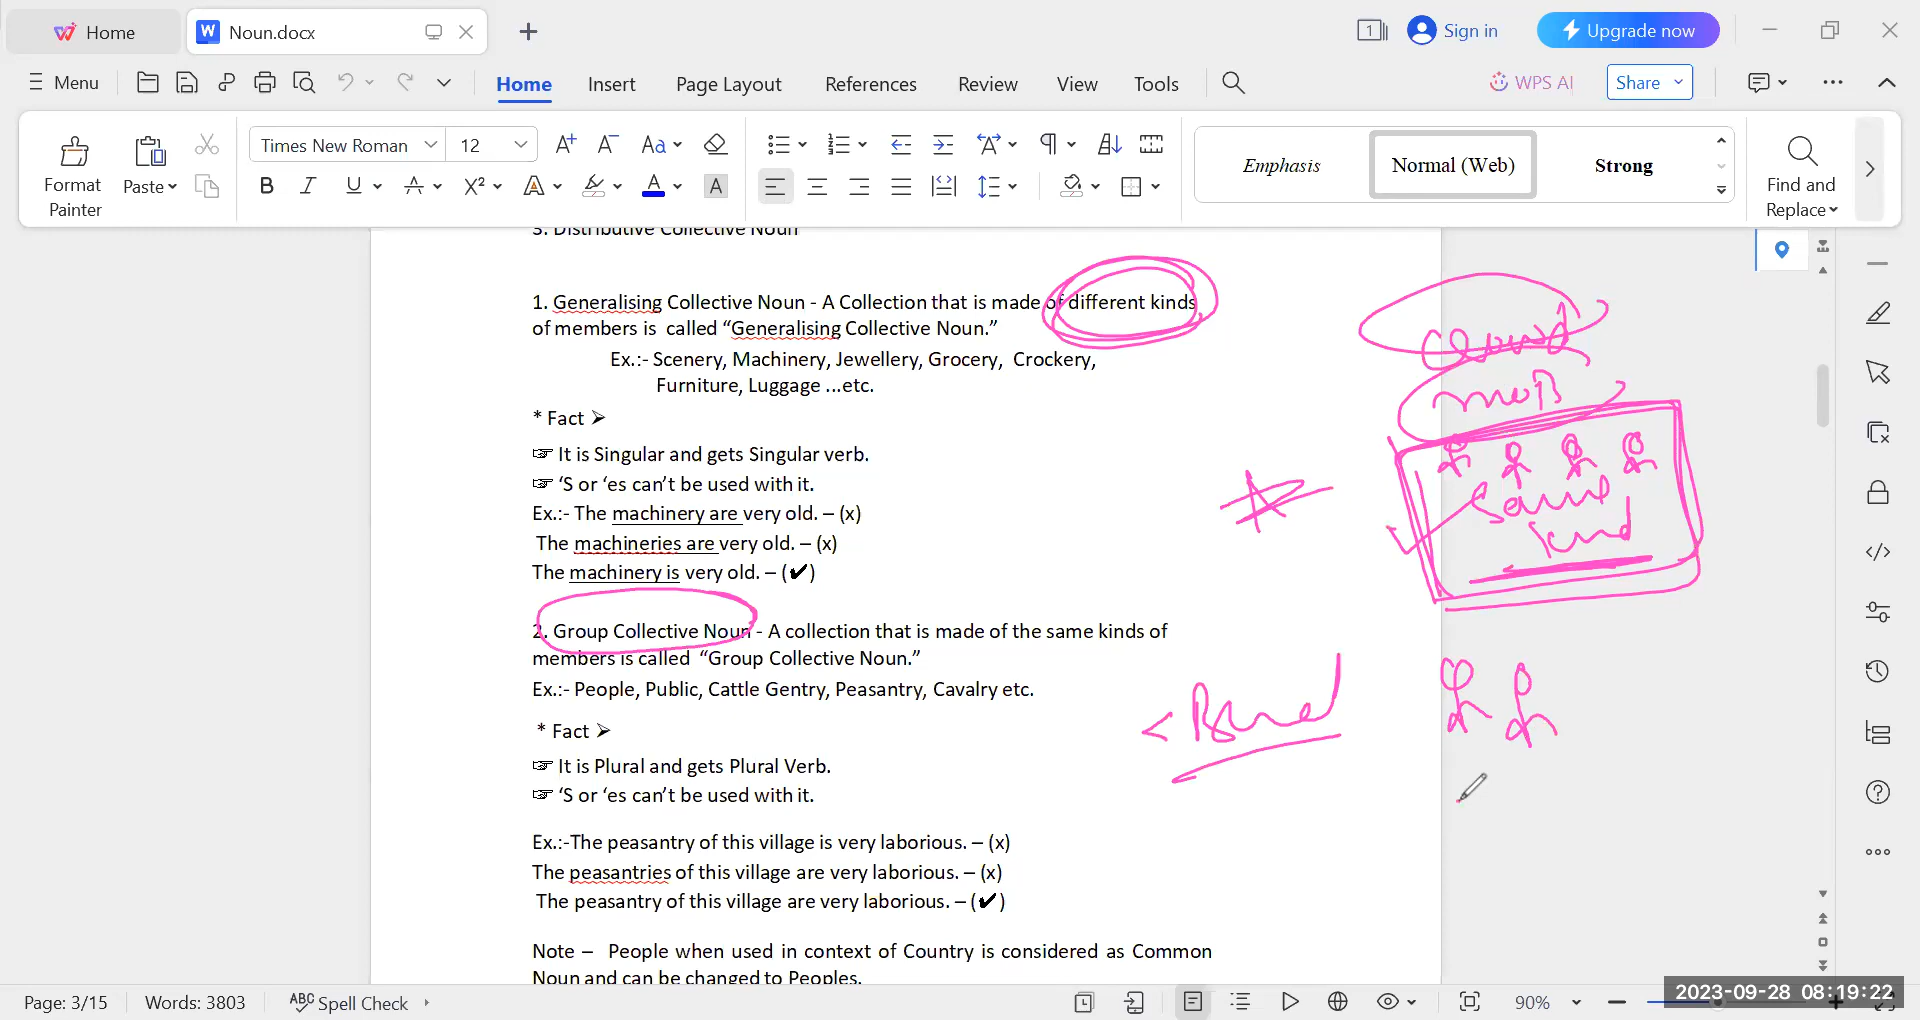 Home
Noun.docx
1
Sign in
Upgrade now
Menu
Home
Insert
Page Layout
References
Review
View
Tools
WPS AI
Share
Format
Painter
Paste
Times New Roman
12
Emphasis
Normal (Web)
Strong
Find and
Replace
3. Distributive Collective Noun
1. Generalising Collective Noun - A Collection that is made of different kinds
of members is called “Generalising Collective Noun.”
Ex.:- Scenery, Machinery, Jewellery, Grocery, Crockery,
Furniture, Luggage ...etc.
* Fact ➢
☞ It is Singular and gets Singular verb.
☞ ‘S or ‘es can’t be used with it.
Ex.:- The machinery are very old. – (x)
The machineries are very old. – (x)
The machinery is very old. – (✔)
2. Group Collective Noun - A collection that is made of the same kinds of
members is called “Group Collective Noun.”
Ex.:- People, Public, Cattle Gentry, Peasantry, Cavalry etc.
* Fact ➢
☞ It is Plural and gets Plural Verb.
☞ ‘S or ‘es can’t be used with it.
Ex.:-The peasantry of this village is very laborious. – (x)
The peasantries of this village are very laborious. – (x)
The peasantry of this village are very laborious. – (✔)
Note – People when used in context of Country is considered as Common
Noun and can be changed to Peoples.
mob
same
kind
Page: 3/15
Words: 3803
Spell Check
90%
2023-09-28 08:19:22